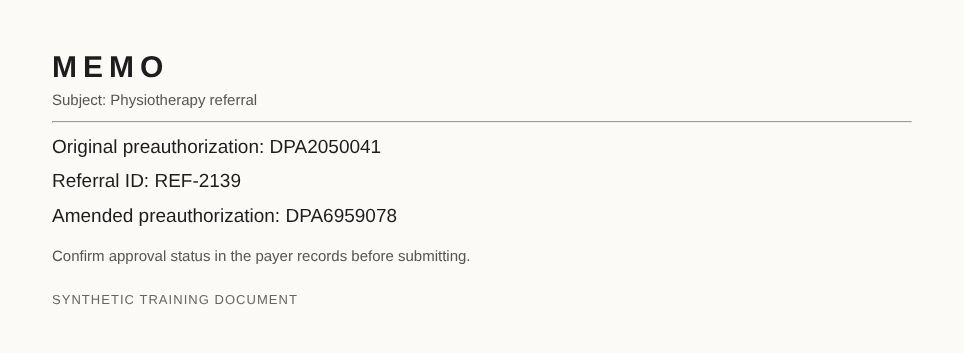 MEMO
Subject: Physiotherapy referral
Original preauthorization: DPA2050041
Referral ID: REF-2139
Amended preauthorization: DPA6959078
Confirm approval status in the payer records before submitting.
SYNTHETIC TRAINING DOCUMENT